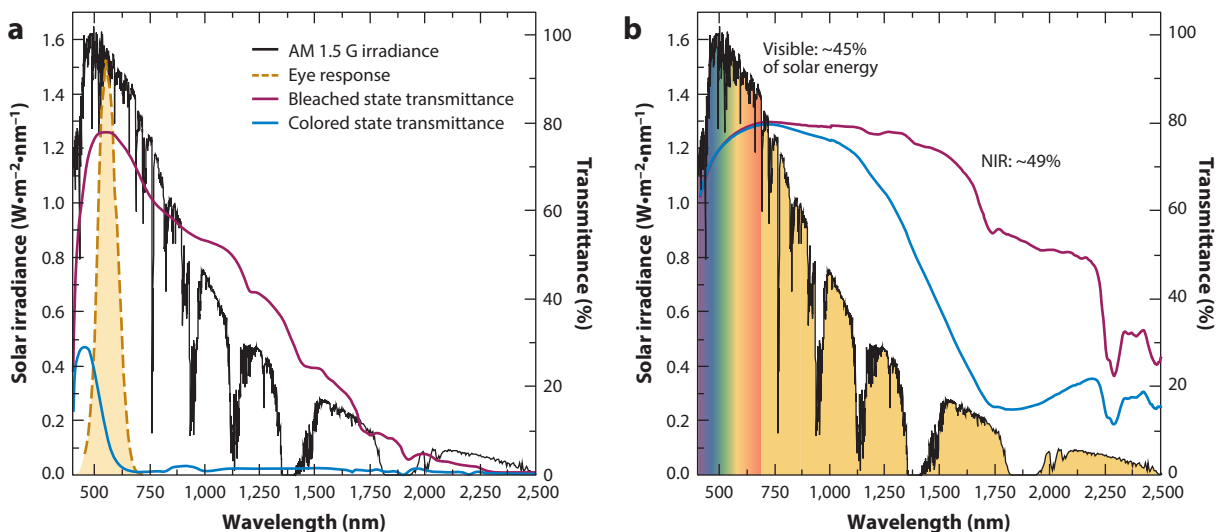 a
Solar irradiance (W•m⁻²•nm⁻¹)
1.6
1.4
1.2
1.0
0.8
0.6
0.4
0.2
0.0
AM 1.5 G irradiance
Eye response
Bleached state transmittance
Colored state transmittance
100
80
60
40
20
0
Transmittance (%)
500 750 1,000 1,250 1,500 1,750 2,000 2,250 2,500
Wavelength (nm)
b
Solar irradiance (W•m⁻²•nm⁻¹)
1.6
1.4
1.2
1.0
0.8
0.6
0.4
0.2
0.0
Visible: ~45%
of solar energy
NIR: ~49%
100
80
60
40
20
0
Transmittance (%)
500 750 1,000 1,250 1,500 1,750 2,000 2,250 2,500
Wavelength (nm)